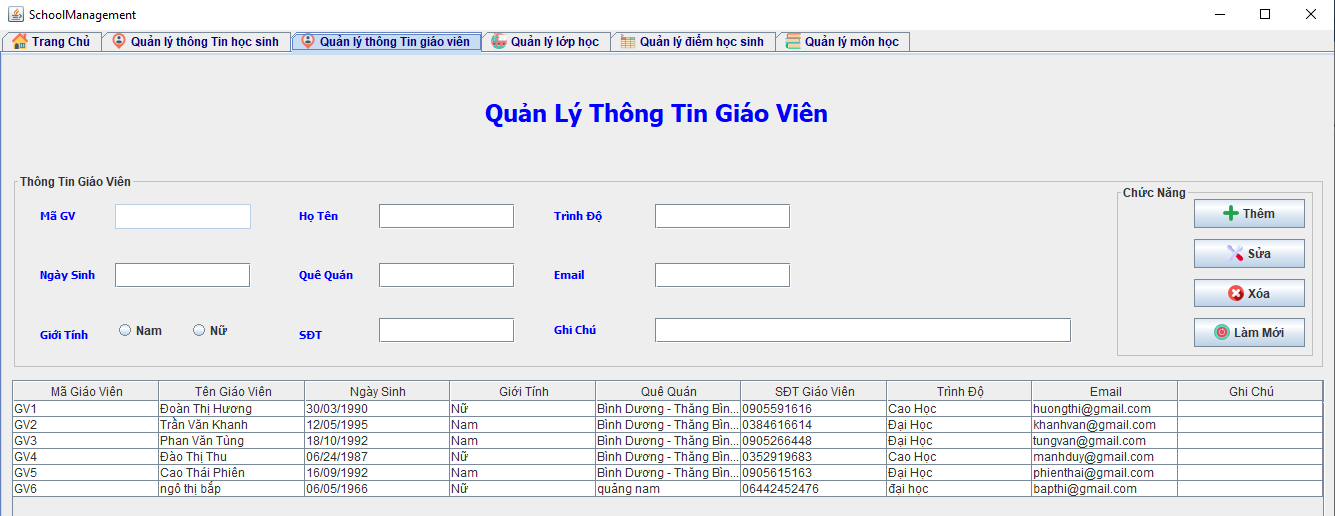 SchoolManagement
Trang Chủ Quản lý thông Tin học sinh Quản lý thông Tin giáo viên Quản lý lớp học Quản lý điểm học sinh Quản lý môn học
Quản Lý Thông Tin Giáo Viên
Thông Tin Giáo Viên
Chức Năng
Mã GV Họ Tên Trình Độ Thêm
Ngày Sinh Quê Quán Email Sửa
Xóa
Giới Tính Nam Nữ SĐT Ghi Chú Làm Mới
Mã Giáo Viên Tên Giáo Viên Ngày Sinh Giới Tính Quê Quán SĐT Giáo Viên Trình Độ Email Ghi Chú
GV1 Đoàn Thị Hương 30/03/1990 Nữ Bình Dương - Thăng Bìn... 0905591616 Cao Học huongthi@gmail.com
GV2 Trần Văn Khanh 12/05/1995 Nam Bình Dương - Thăng Bìn... 0384616614 Đại Học khanhvan@gmail.com
GV3 Phan Văn Tùng 18/10/1992 Nam Bình Dương - Thăng Bìn... 0905266448 Đại Học tungvan@gmail.com
GV4 Đào Thị Thu 06/24/1987 Nữ Bình Dương - Thăng Bìn... 0352919683 Cao Học manhduy@gmail.com
GV5 Cao Thái Phiên 16/09/1992 Nam Bình Dương - Thăng Bìn... 0905615163 Đại Học phienthai@gmail.com
GV6 ngô thị bắp 06/05/1966 Nữ quảng nam 06442452476 đại học bapthi@gmail.com